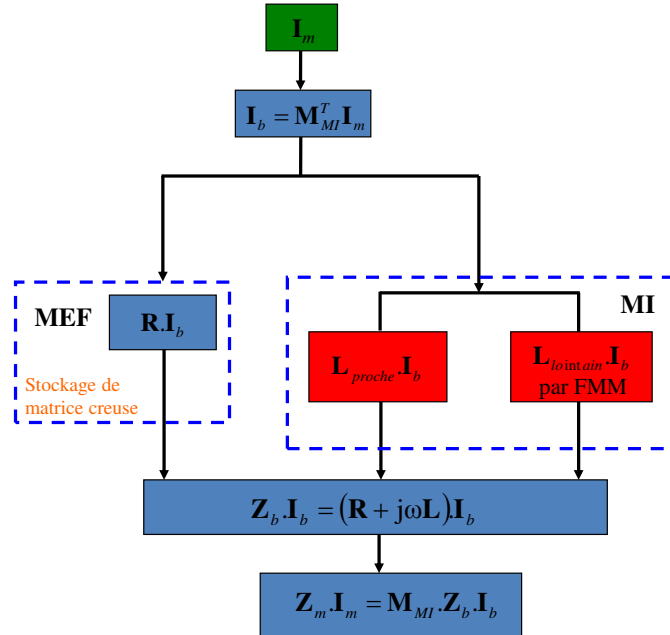 I_m
I_b = M_MI^T I_m
MEF
R.I_b
Stockage de
matrice creuse
MI
L_proche.I_b
L_lointain.I_b
par FMM
Z_b.I_b = (R + jωL).I_b
Z_m.I_m = M_MI.Z_b.I_b